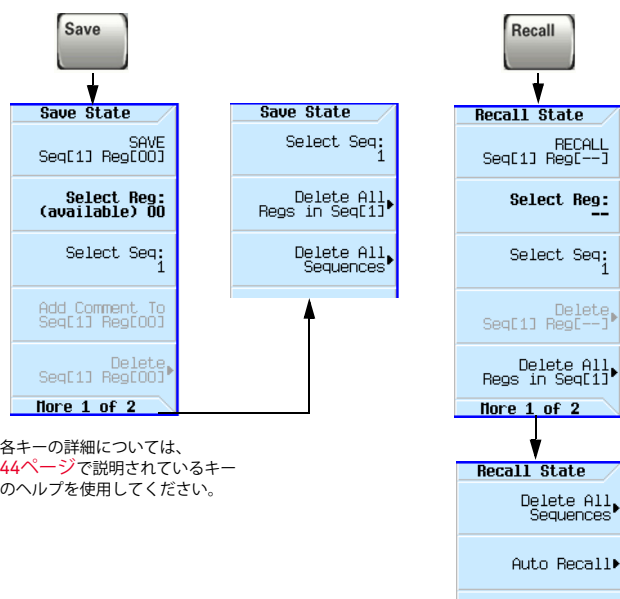 Save
Save State
SAVE
Seq[1] Reg[00]
Select Reg:
(available) 00
Select Seq:
1
Add Comment To
Seq[1] Reg[00]
Delete
Seq[1] Reg[00]
More 1 of 2
Save State
Select Seq:
1
Delete All
Regs in Seq[1]
Delete All
Sequences
各キーの詳細については、
44ページで説明されているキー
のヘルプを使用してください。
Recall
Recall State
RECALL
Seq[1] Reg[--]
Select Reg:
--
Select Seq:
1
Delete
Seq[1] Reg[--]
Delete All
Regs in Seq[1]
More 1 of 2
Recall State
Delete All
Sequences
Auto Recall